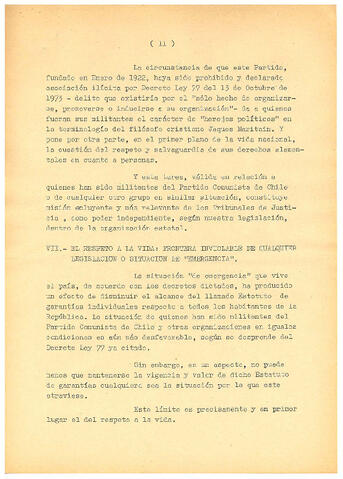 ( 11 )
La circunstancia de que este Partido,
fundado en Enero de 1922, haya sido prohibido y declarado
asociación ilícita por Decreto Ley 77 del 13 de Octubre de
1973 - delito que existiría por el "sólo hecho de organizar-
se, promoverse o inducirse a su organización"- da a quienes
fueran sus militantes el carácter de "herejes políticos" en
la terminología del filósofo cristiano Jaques Maritain. Y
pone por otra parte, en el primer plano de la vida nacional,
la cuestión del respeto y salvaguardia de sus derechos elemen-
tales en cuanto a personas.
Y esta tarea, válida en relación a
quienes han sido militantes del Partido Comunista de Chile
o de cualquier otro grupo en similar situación, constituye
misión excluyente y más relevante de los Tribunales de Justi-
cia , como poder independiente, según nuestra legislación,
dentro de la organización estatal.
VII.- EL RESPETO A LA VIDA: FRONTERA INVIOLABLE DE CUALQUIER
LEGISLACION O SITUACION DE "EMERGENCIA".
La situación "de emergencia" que vive
el país, de acuerdo con los decretos dictados, ha producido
un efecto de disminuir el alcance del llamado Estatuto de
garantías individuales respecto a todos los habitantes de la
República. La situación de quienes han sido militantes del
Partido Comunista de Chile y otras organizaciones en iguales
condiciones es aún más desfavorable, según se desprende del
Decreto Ley 77 ya citado.
Sin embargo, en un aspecto, no puede
menos que mantenerse la vigencia y valor de dicho Estatuto
de garantías cualquiera sea la situación por la que este
atraviese.
Este límite es precisamente y en primer
lugar el del respeto a la vida.